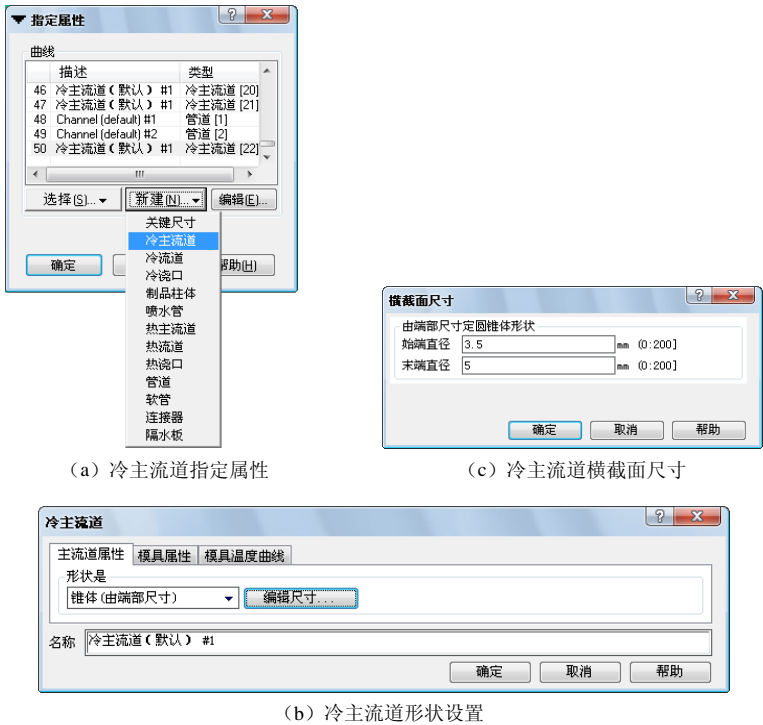 指定属性
曲线
描述 类型
46 冷主流道(默认) #1 冷主流道 [20]
47 冷主流道(默认) #1 冷主流道 [21]
48 Channel (default) #1 管道 [1]
49 Channel (default) #2 管道 [2]
50 冷主流道(默认) #1 冷主流道 [22]
选择(S)... 新建(N)... 编辑(E)...
关键尺寸
冷主流道
冷流道
冷浇口
制品柱体
喷水管
热主流道
热流道
热浇口
管道
软管
连接器
隔水板
确定 帮助(H)
(a)冷主流道指定属性
横截面尺寸
由端部尺寸定圆锥体形状
始端直径 3.5 mm (0:200]
末端直径 5 mm (0:200]
确定 取消 帮助
(c)冷主流道横截面尺寸
冷主流道
主流道属性 模具属性 模具温度曲线
形状是
锥体(由端部尺寸) 编辑尺寸...
名称 冷主流道(默认) #1
确定 取消 帮助
(b)冷主流道形状设置